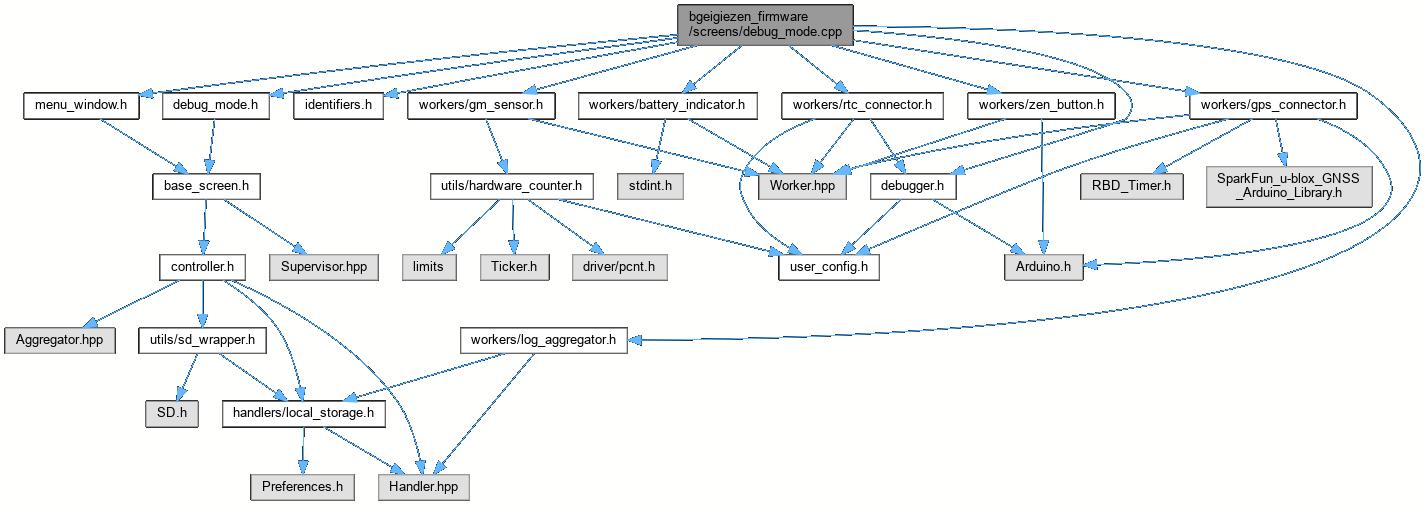 bgeigiezen_firmware
/screens/debug_mode.cpp
menu_window.h
debug_mode.h
identifiers.h
workers/gm_sensor.h
workers/battery_indicator.h
workers/rtc_connector.h
workers/zen_button.h
workers/gps_connector.h
base_screen.h
utils/hardware_counter.h
stdint.h
Worker.hpp
debugger.h
RBD_Timer.h
SparkFun_u-blox_GNSS
_Arduino_Library.h
controller.h
Supervisor.hpp
limits
Ticker.h
driver/pcnt.h
user_config.h
Arduino.h
Aggregator.hpp
utils/sd_wrapper.h
workers/log_aggregator.h
SD.h
handlers/local_storage.h
Preferences.h
Handler.hpp